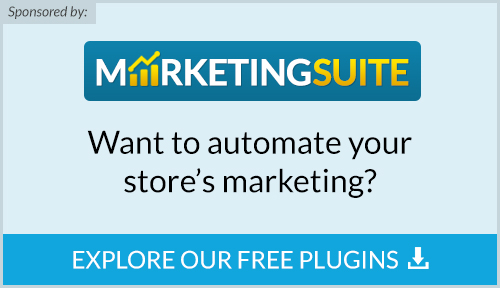 Sponsored by:
MARKETINGSUITE
Want to automate your
store's marketing?
EXPLORE OUR FREE PLUGINS